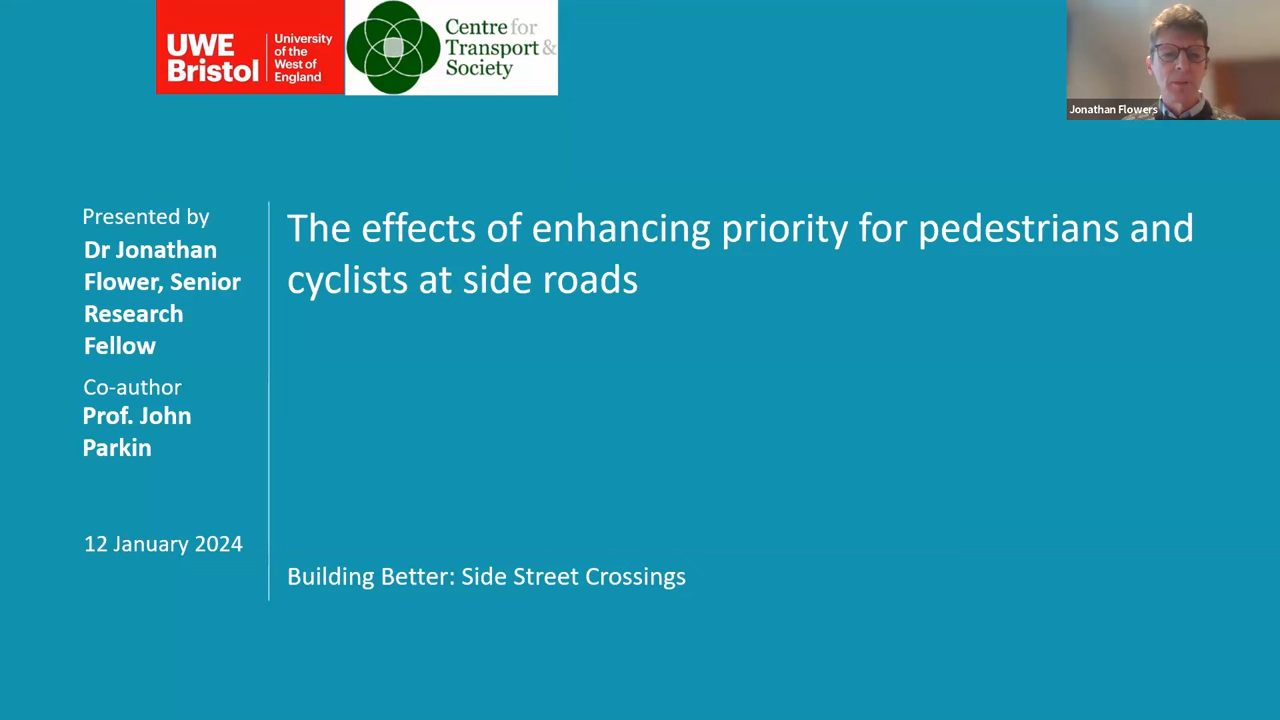 UWE
Bristol
University
of the
West of
England
Centre for
Transport &
Society
Jonathan Flowers
Presented by
Dr Jonathan
Flower, Senior
Research
Fellow
Co-author
Prof. John
Parkin
12 January 2024
The effects of enhancing priority for pedestrians and
cyclists at side roads
Building Better: Side Street Crossings